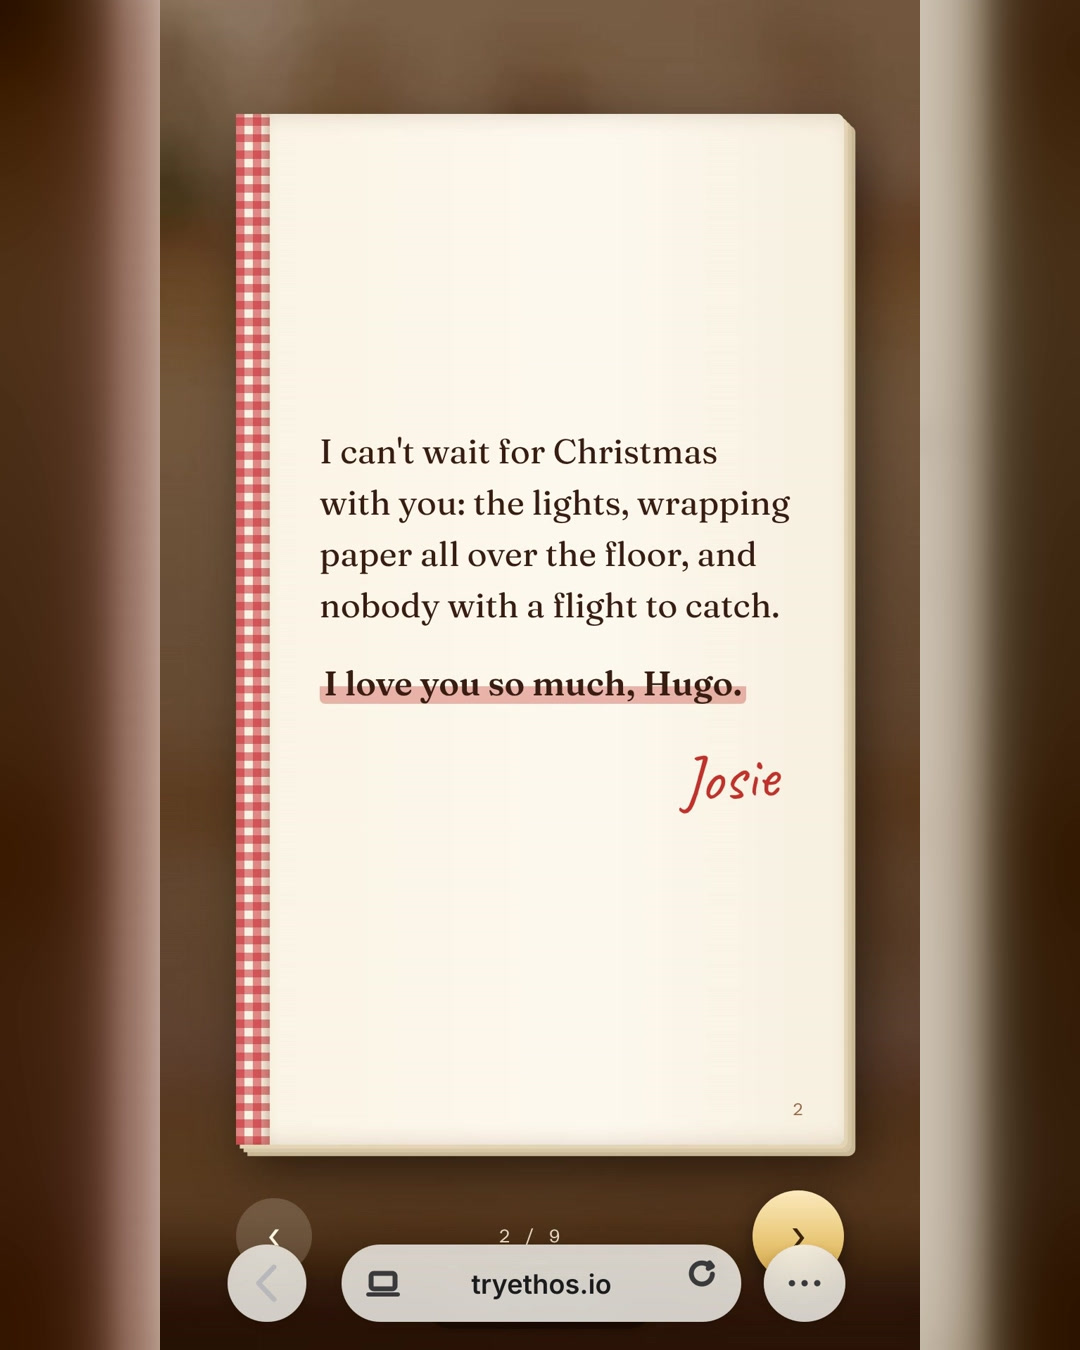 I can't wait for Christmas
with you: the lights, wrapping
paper all over the floor, and
nobody with a flight to catch.
I love you so much, Hugo.
Josie
2
2 / 9
tryethos.io